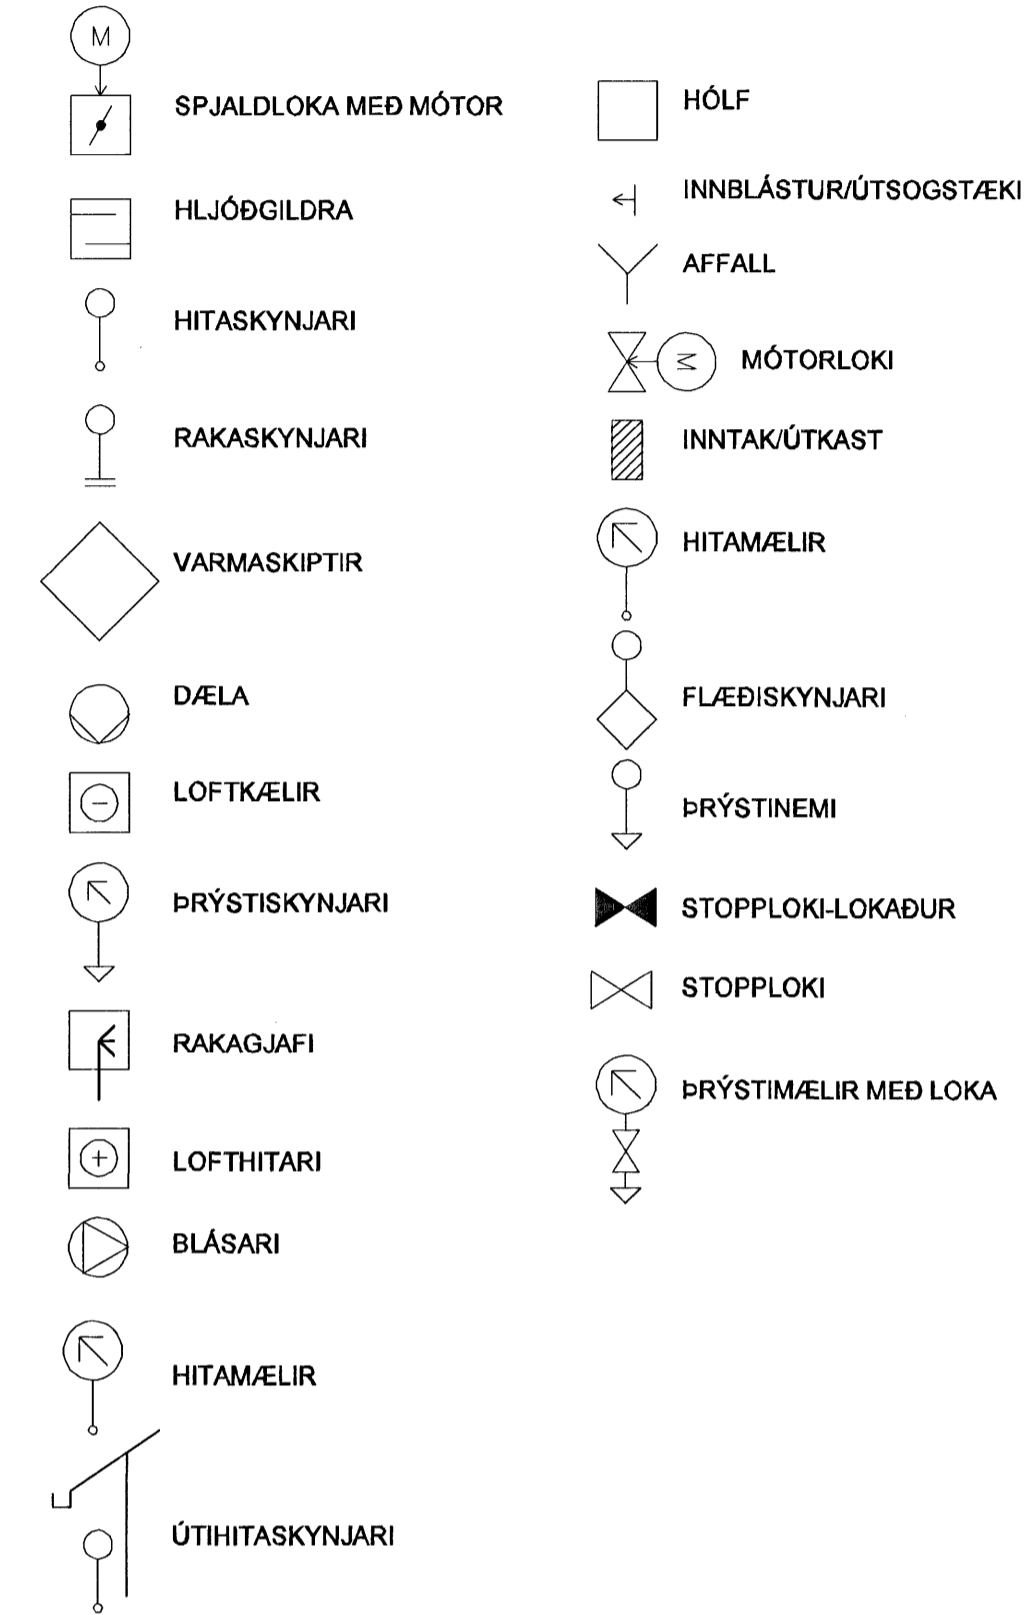 M
SPJALDLOKA MEÐ MÓTOR
HLJÓÐGILDRA
HITASKYNJARI
RAKASKYNJARI
VARMASKIPTIR
DÆLA
LOFTKÆLIR
ÞRÝSTISKYNJARI
RAKAGJAFI
LOFTHITARI
BLÁSARI
HITAMÆLIR
ÚTIHITASKYNJARI
HÓLF
INNBLÁSTUR/ÚTSOGSTÆKI
AFFALL
M
MÓTORLOKI
INNTAK/ÚTKAST
HITAMÆLIR
FLÆÐISKYNJARI
ÞRÝSTINEMI
STOPPLOKI-LOKAÐUR
STOPPLOKI
ÞRÝSTIMÆLIR MEÐ LOKA